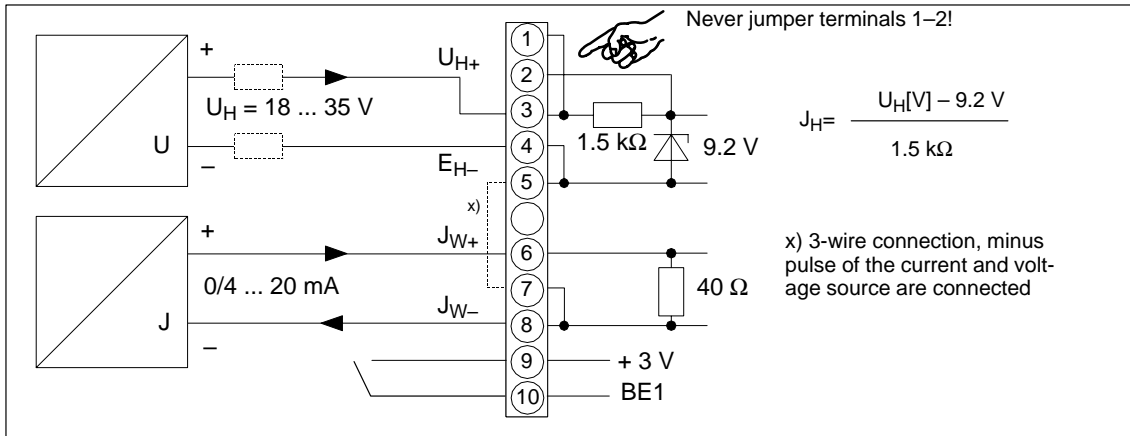 Never jumper terminals 1–2!
+
U_H+
U_H = 18 ... 35 V
U
–
E_H–
1
2
3
4
5
6
7
8
9
10
1.5 kΩ
9.2 V
J_H= U_H[V] – 9.2 V
1.5 kΩ
x)
+
J_W+
0/4 ... 20 mA
J
J_W–
–
40 Ω
x) 3-wire connection, minus
pulse of the current and volt-
age source are connected
+ 3 V
BE1